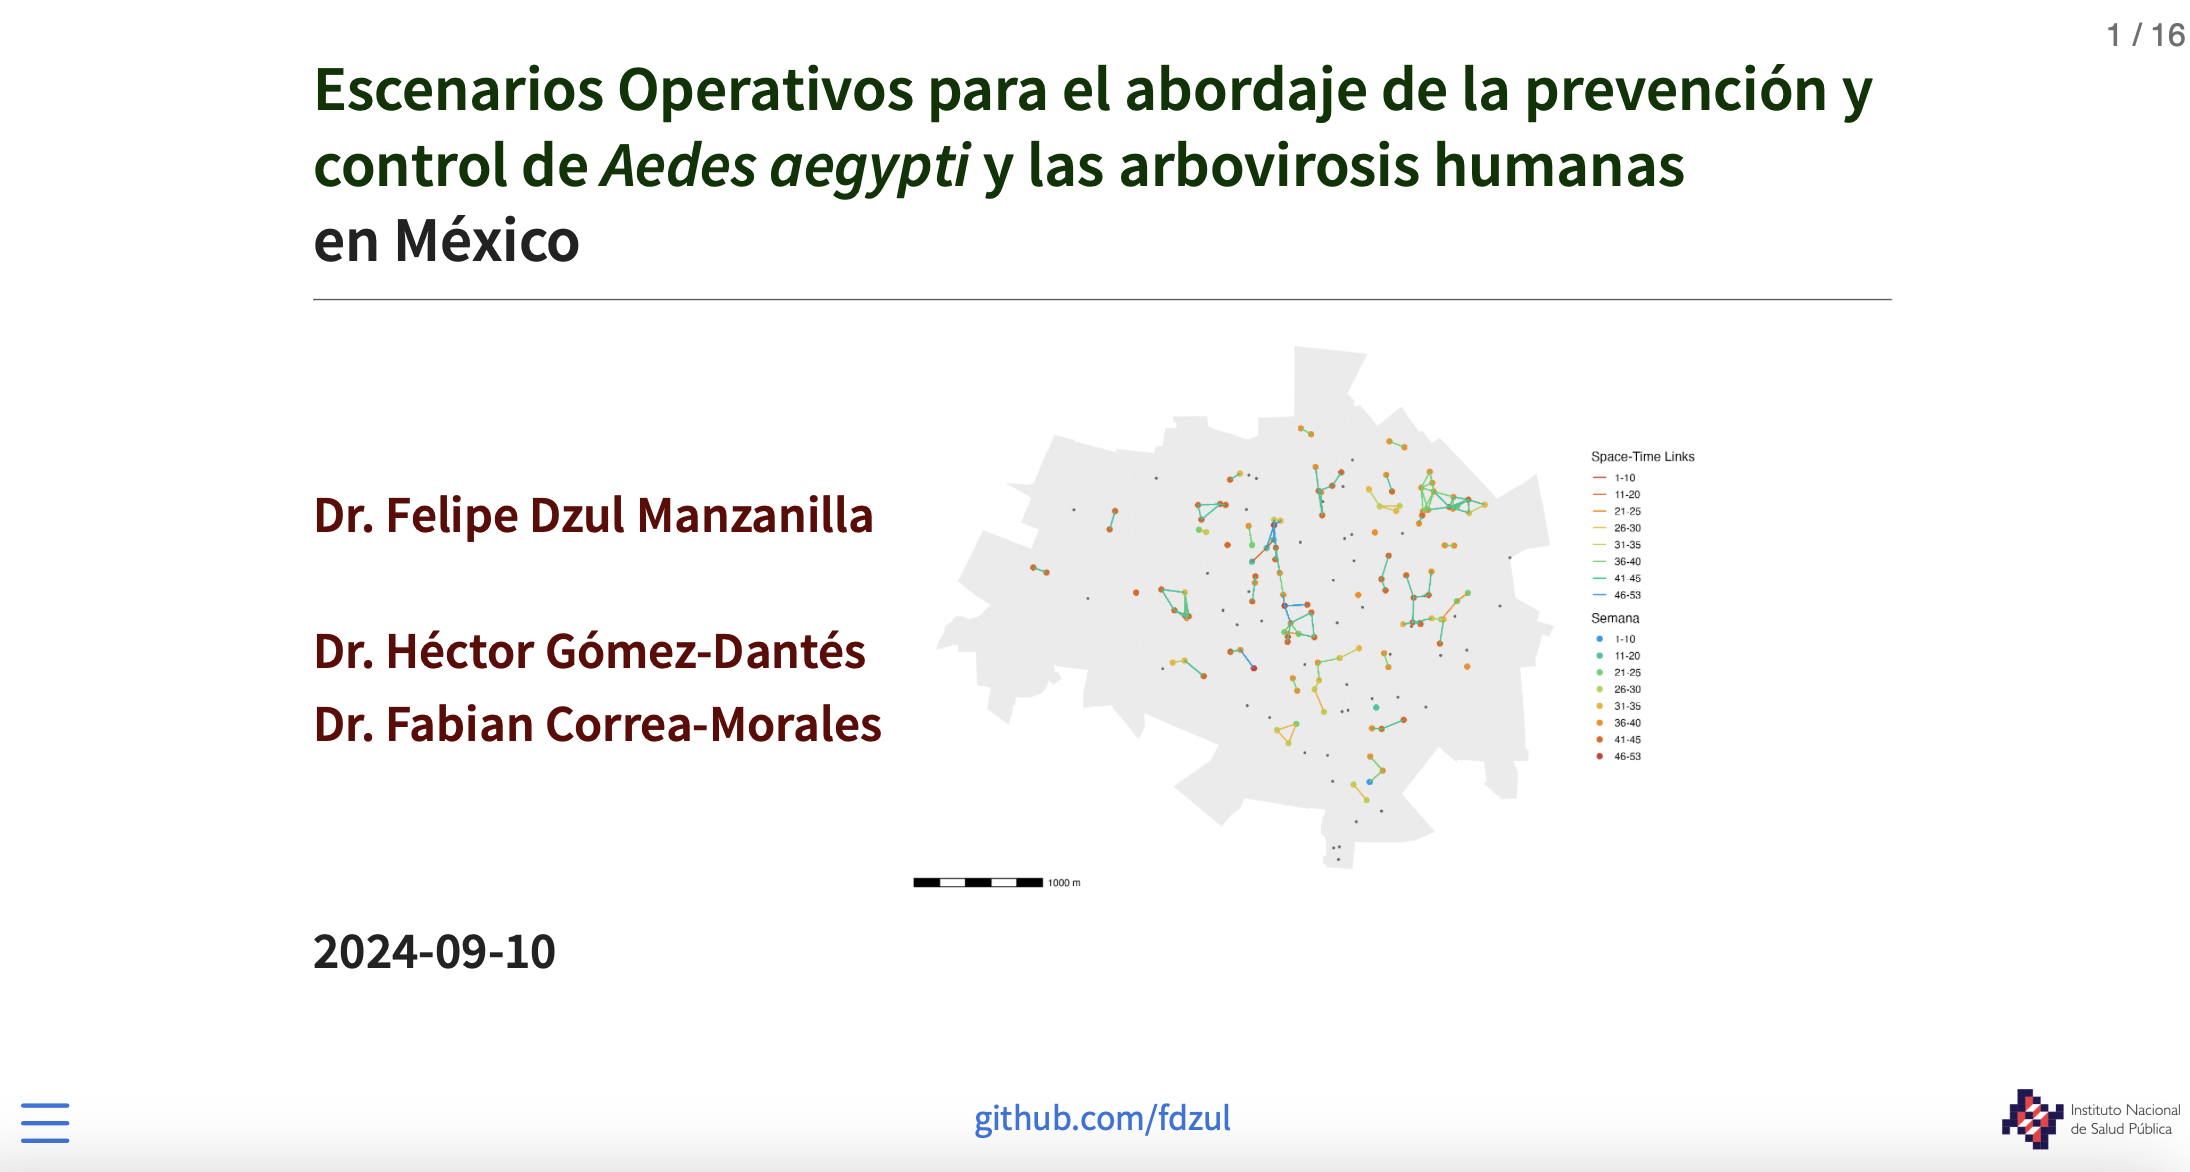 1 / 16
Escenarios Operativos para el abordaje de la prevención y
control de Aedes aegypti y las arbovirosis humanas
en México
Dr. Felipe Dzul Manzanilla
Dr. Héctor Gómez-Dantés
Dr. Fabian Correa-Morales
Space-Time Links
1-10
11-20
21-25
26-30
31-35
36-40
41-45
46-53
Semana
1-10
11-20
21-25
26-30
31-35
36-40
41-45
46-53
1000 m
2024-09-10
github.com/fdzul
Instituto Nacional
de Salud Pública